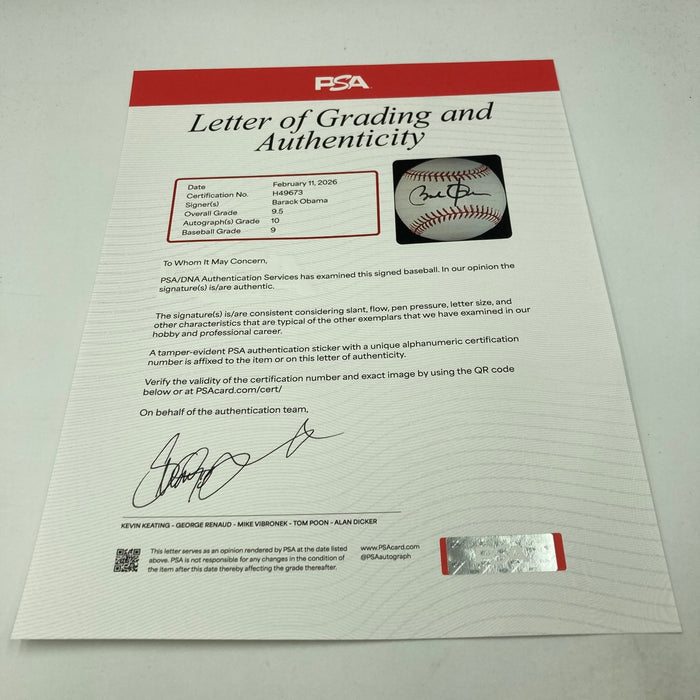 PSA
Letter of Grading and
Authenticity
Date February 11, 2026
Certification No. H49673
Signer(s) Barack Obama
Overall Grade 9.5
Autograph(s) Grade 10
Baseball Grade 9
To Whom It May Concern,
PSA/DNA Authentication Services has examined this signed baseball. In our opinion the
signature(s) is/are authentic.
The signature(s) is/are consistent considering slant, flow, pen pressure, letter size, and
other characteristics that are typical of the other exemplars that we have examined in our
hobby and professional career.
A tamper-evident PSA authentication sticker with a unique alphanumeric certification
number is affixed to the item or on this letter of authenticity.
Verify the validity of the certification number and exact image by using the QR code
below or at PSAcard.com/cert/
On behalf of the authentication team,
KEVIN KEATING - GEORGE RENAUD - MIKE VIBRONEK - TOM POON - ALAN DICKER
This letter serves as an opinion rendered by PSA at the date listed
above. PSA is not responsible for any changes in the condition of
the item after this date thereby affecting the grade thereafter.
www.PSAcard.com
@PSAautograph